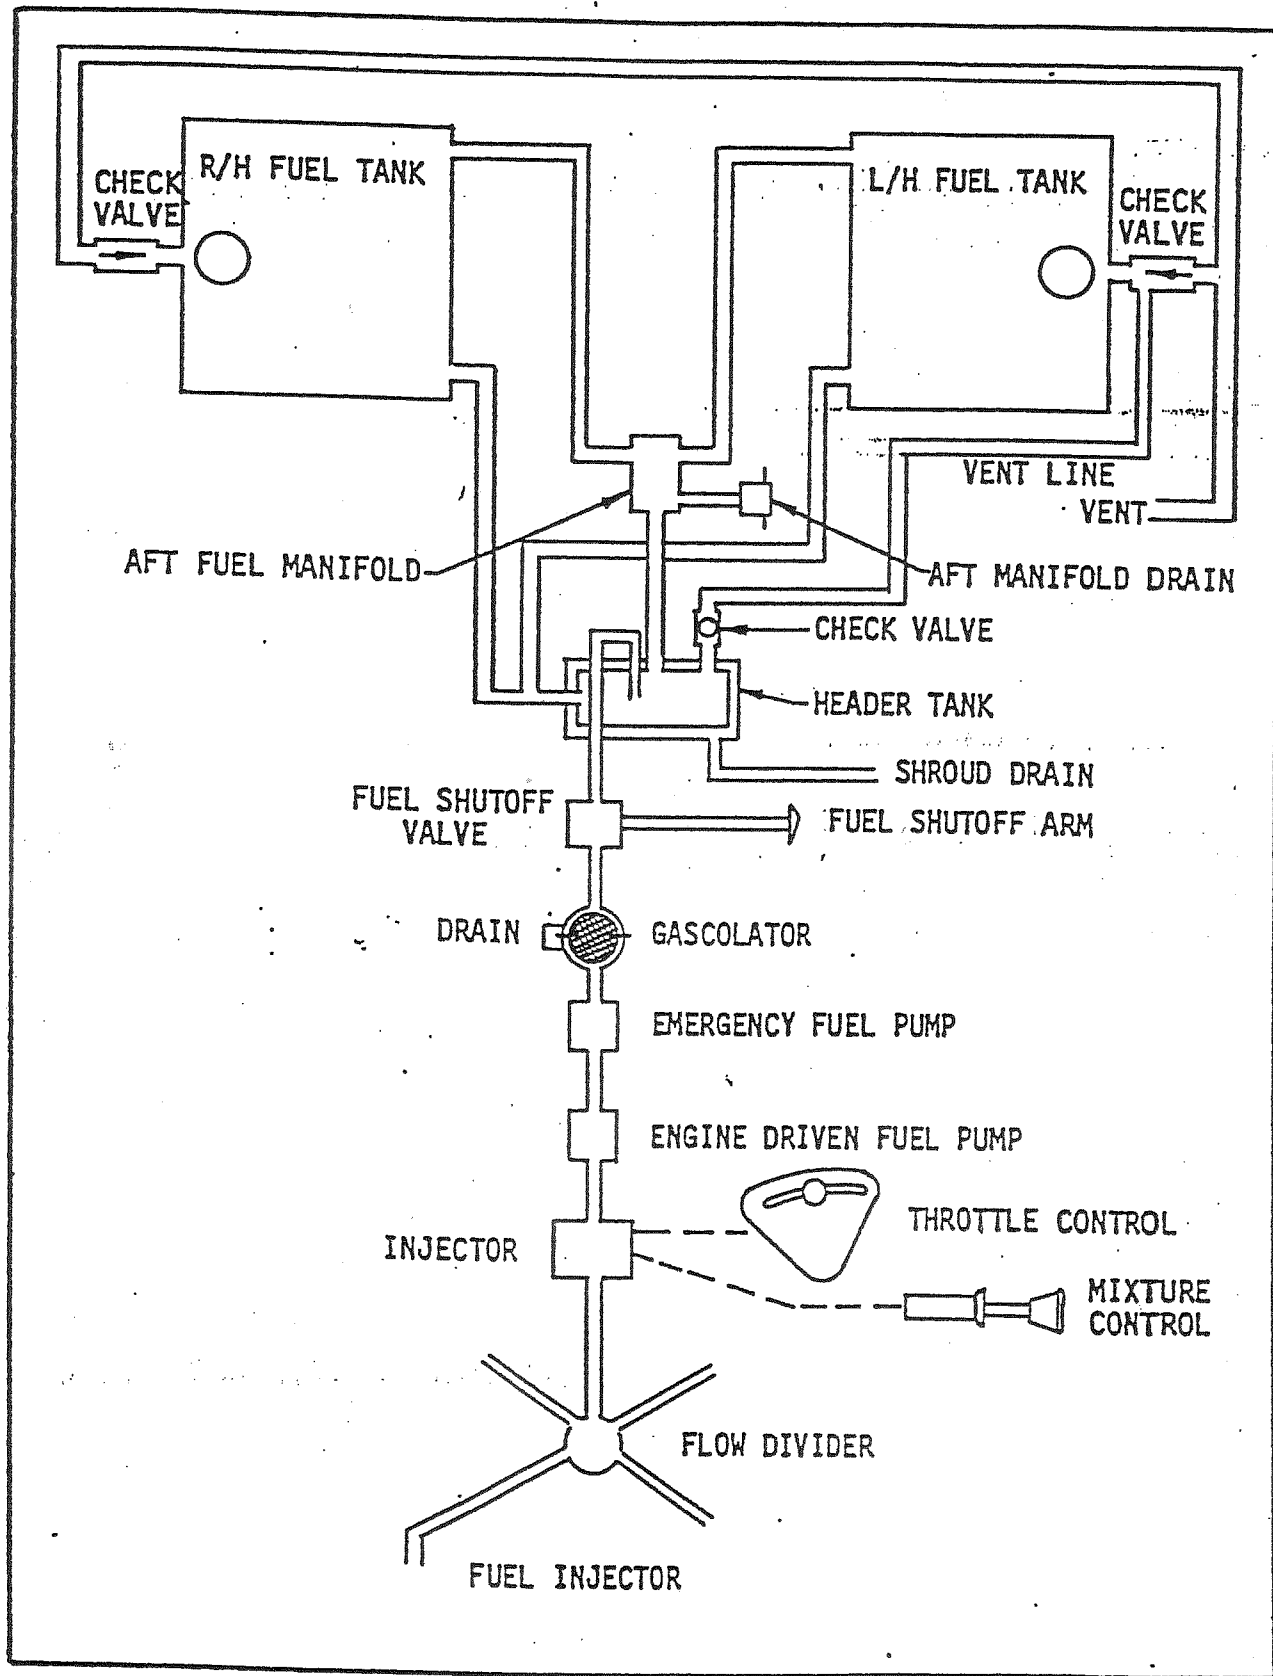 R/H FUEL TANK
L/H FUEL TANK
CHECK
VALVE
CHECK
VALVE
VENT LINE
VENT
AFT FUEL MANIFOLD
AFT MANIFOLD DRAIN
CHECK VALVE
HEADER TANK
SHROUD DRAIN
FUEL SHUTOFF
VALVE
FUEL SHUTOFF ARM
DRAIN
GASCOLATOR
EMERGENCY FUEL PUMP
ENGINE DRIVEN FUEL PUMP
THROTTLE CONTROL
INJECTOR
MIXTURE
CONTROL
FLOW DIVIDER
FUEL INJECTOR